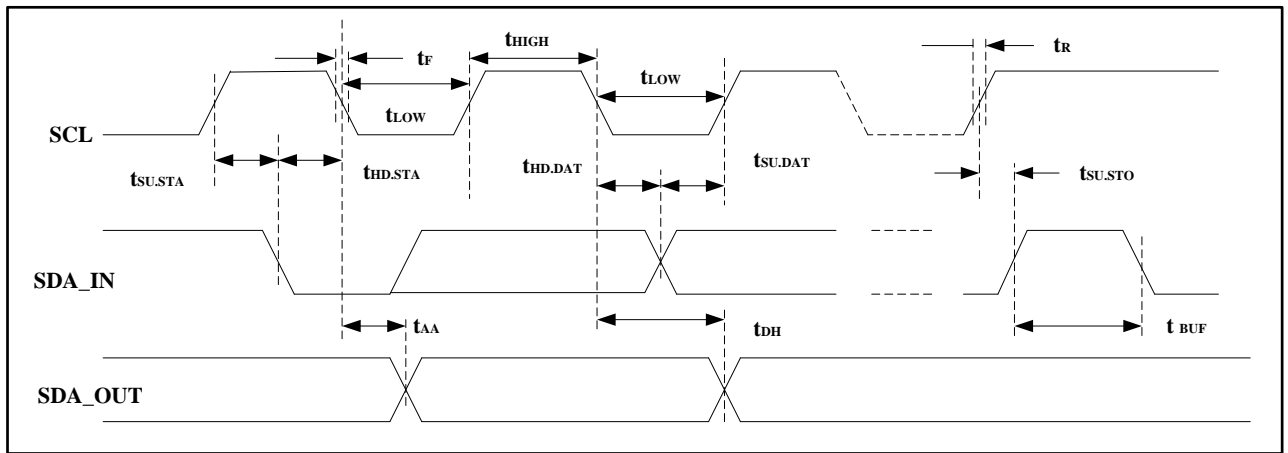 tHIGH
tR
tF
tLOW
tLOW
SCL
tSU.STA
tHD.STA
tHD.DAT
tSU.DAT
tSU.STO
SDA_IN
tAA
tDH
t BUF
SDA_OUT